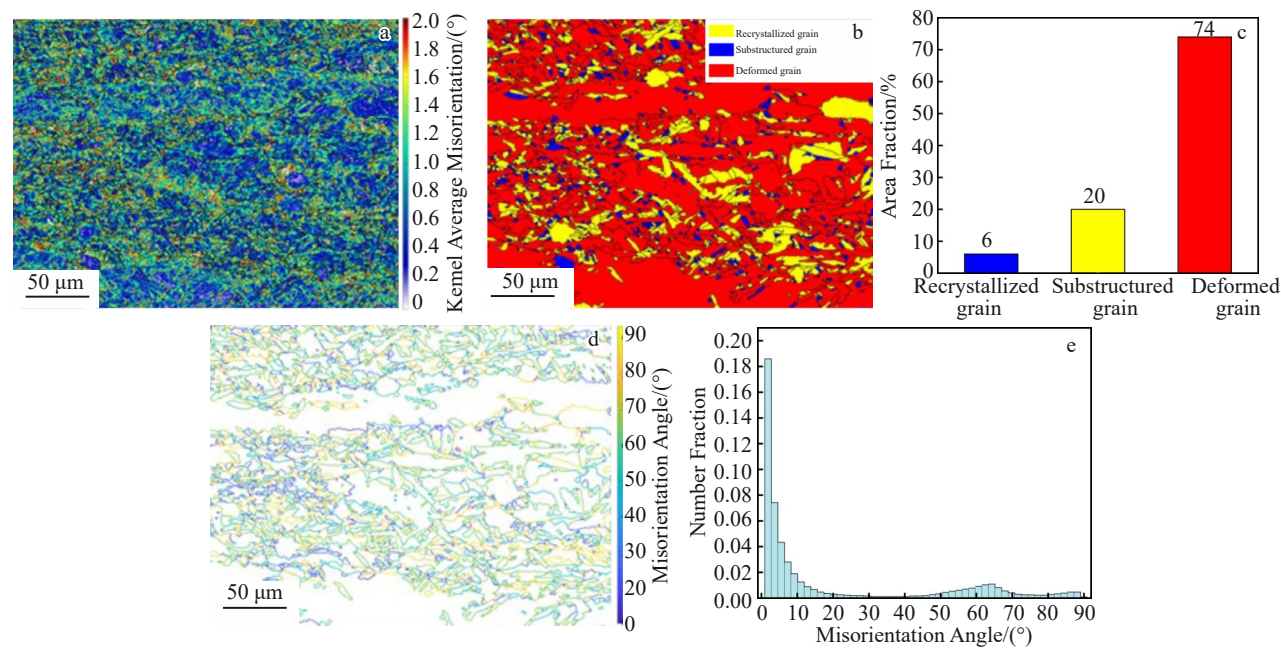 a
2.0
1.8
1.6
1.4
1.2
1.0
0.8
0.6
0.4
0.2
0
Kernel Average Misorientation/(°)
50 μm
b
Recrystallized grain
Substructured grain
Deformed grain
50 μm
c
80
70
60
50
40
30
20
10
0
Area Fraction/%
6
20
74
Recrystallized grain
Substructured grain
Deformed grain
d
90
80
70
60
50
40
30
20
10
0
Misorientation Angle/(°)
50 μm
e
0.20
0.18
0.16
0.14
0.12
0.10
0.08
0.06
0.04
0.02
0.00
Number Fraction
0 10 20 30 40 50 60 70 80 90
Misorientation Angle/(°)